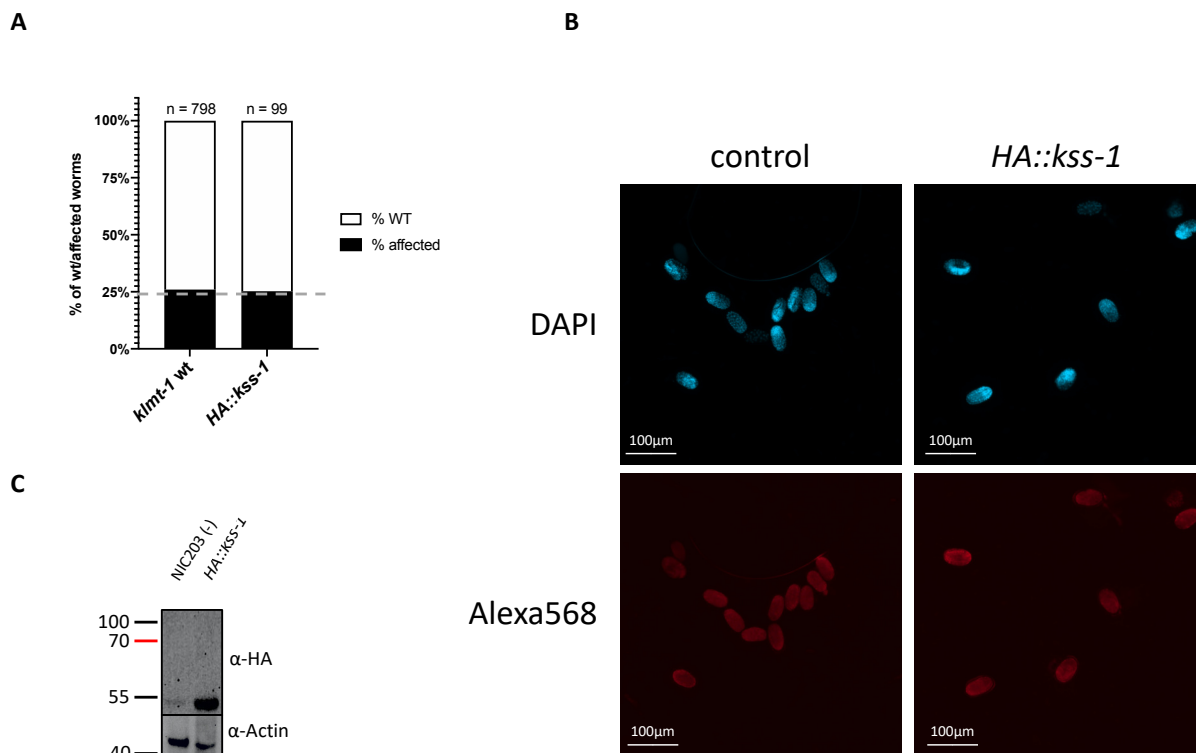 A
n = 798 n = 99
100%
75%
50%
25%
0%
% of wt/affected worms
klmt-1 wt
HA::kss-1
% WT
% affected
B
control
HA::kss-1
DAPI
100µm
100µm
Alexa568
100µm
100µm
C
NIC203 (-)
HA::kss-1
100
70
55
40
α-HA
α-Actin